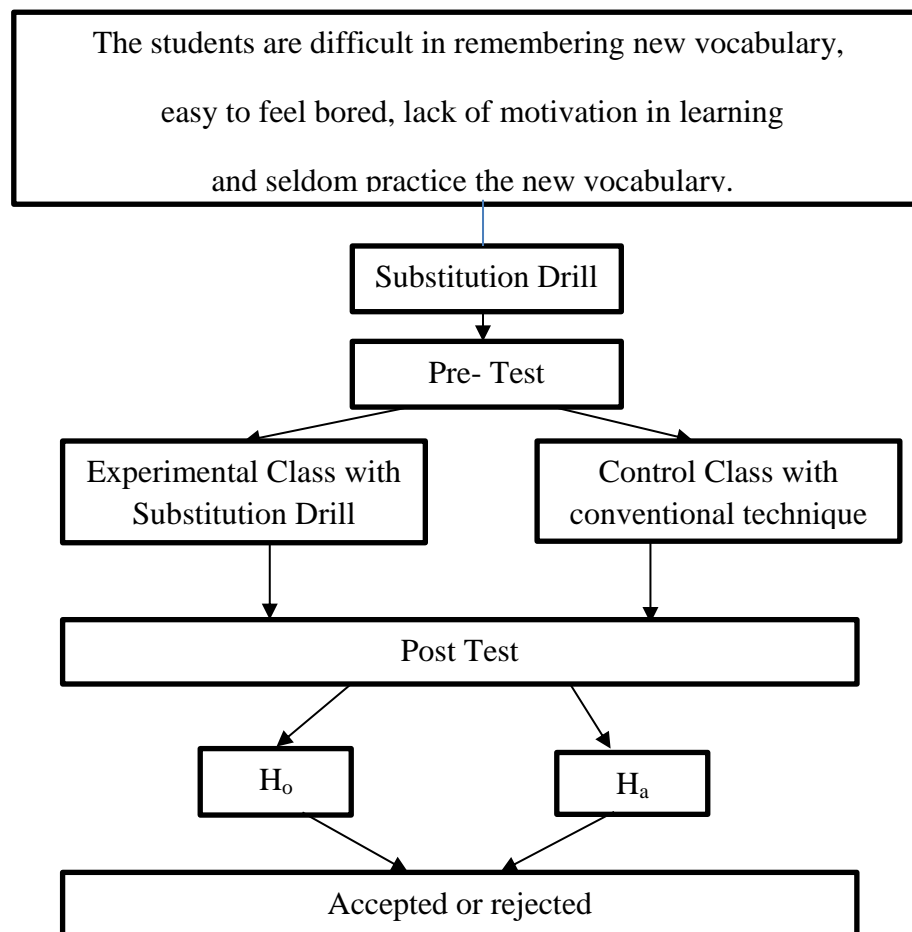 The students are difficult in remembering new vocabulary,
easy to feel bored, lack of motivation in learning
and seldom practice the new vocabulary.
Substitution Drill
Pre- Test
Experimental Class with
Substitution Drill
Control Class with
conventional technique
Post Test
Hₒ
Hₐ
Accepted or rejected